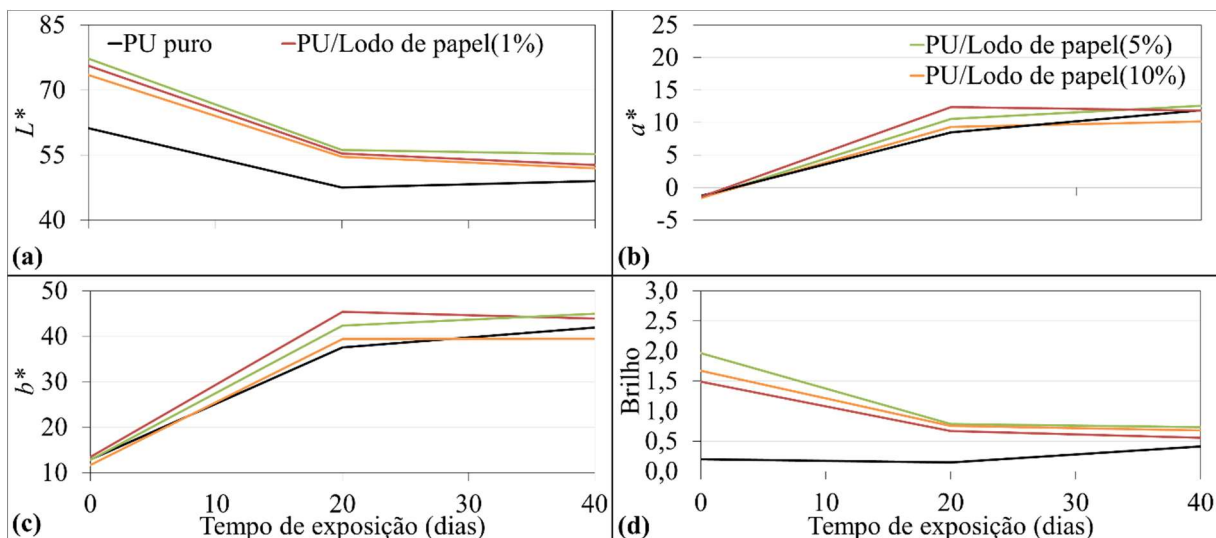 85
70
55
40
L*
PU puro
PU/Lodo de papel(1%)
(a)
25
20
15
10
5
0
-5
a*
PU/Lodo de papel(5%)
PU/Lodo de papel(10%)
(b)
50
40
30
20
10
b*
0 10 20 30 40
Tempo de exposição (dias)
(c)
3,0
2,5
2,0
1,5
1,0
0,5
0,0
Brilho
0 10 20 30 40
Tempo de exposição (dias)
(d)